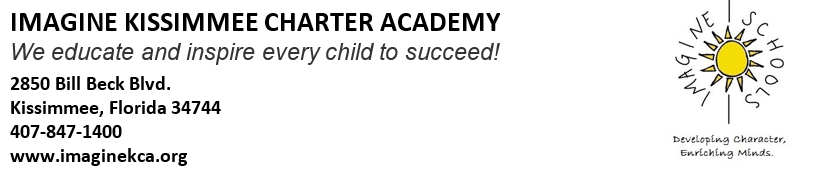 IMAGINE KISSIMMEE CHARTER ACADEMY
We educate and inspire every child to succeed!
2850 Bill Beck Blvd.
Kissimmee, Florida 34744
407-847-1400
www.imaginekca.org
IMAGINE SCHOOLS
Developing Character,
Enriching Minds.